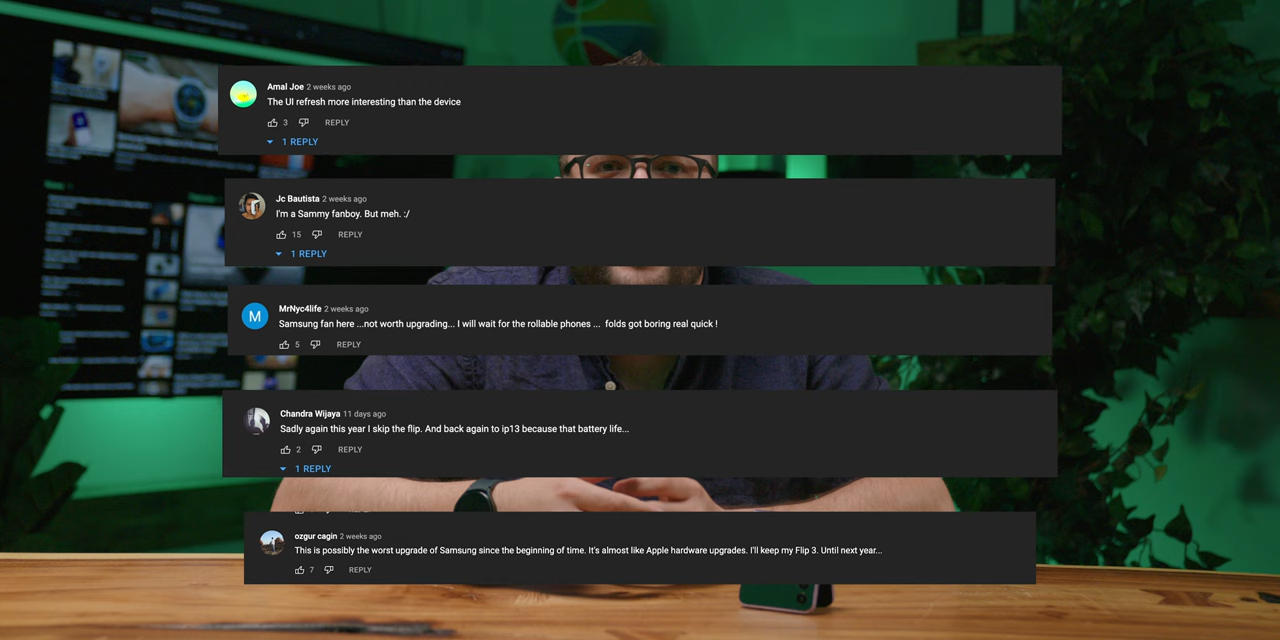 Amal Joe 2 weeks ago
The UI refresh more interesting than the device
3 REPLY
1 REPLY
Jc Bautista 2 weeks ago
I'm a Sammy fanboy. But meh. :/
15 REPLY
1 REPLY
M
MrNyc4life 2 weeks ago
Samsung fan here ...not worth upgrading... I will wait for the rollable phones ... folds got boring real quick !
5 REPLY
Chandra Wijaya 11 days ago
Sadly again this year I skip the flip. And back again to ip13 because that battery life...
2 REPLY
1 REPLY
ozgur cagin 2 weeks ago
This is possibly the worst upgrade of Samsung since the beginning of time. It's almost like Apple hardware upgrades. I'll keep my Flip 3. Until next year...
7 REPLY